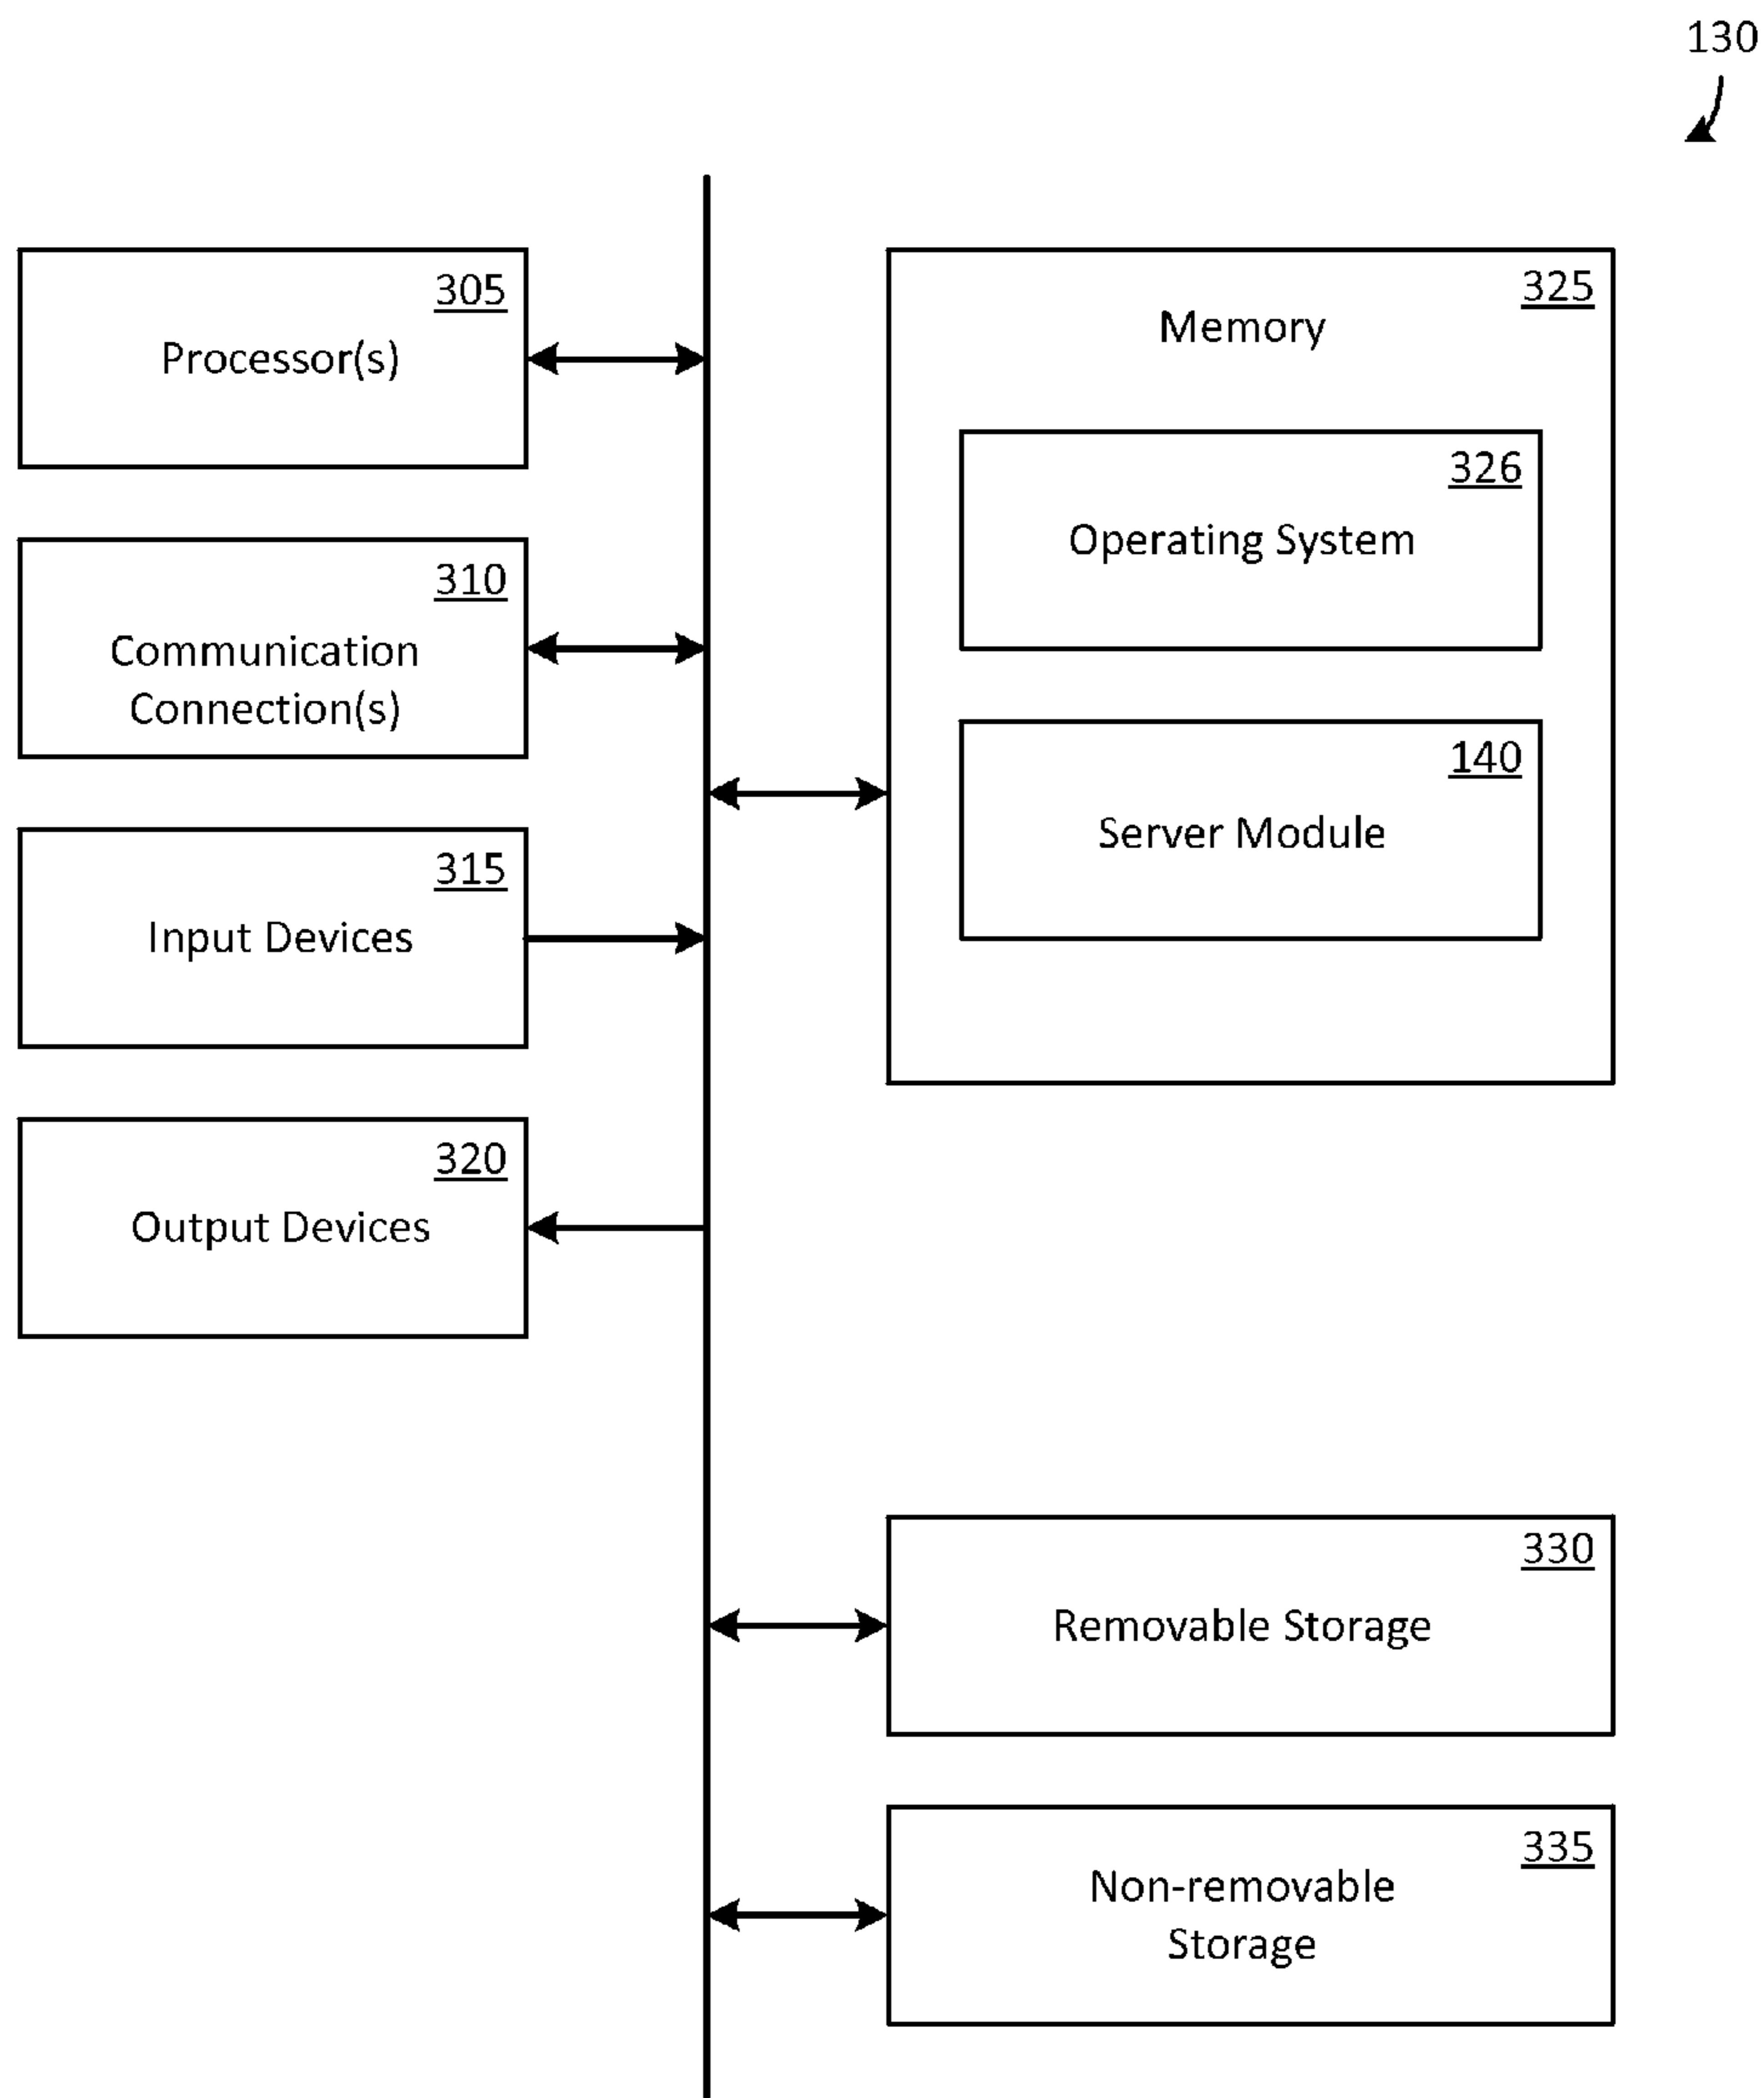 130
305
Processor(s)
310
Communication
Connection(s)
315
Input Devices
320
Output Devices
325
Memory
326
Operating System
140
Server Module
330
Removable Storage
335
Non-removable
Storage